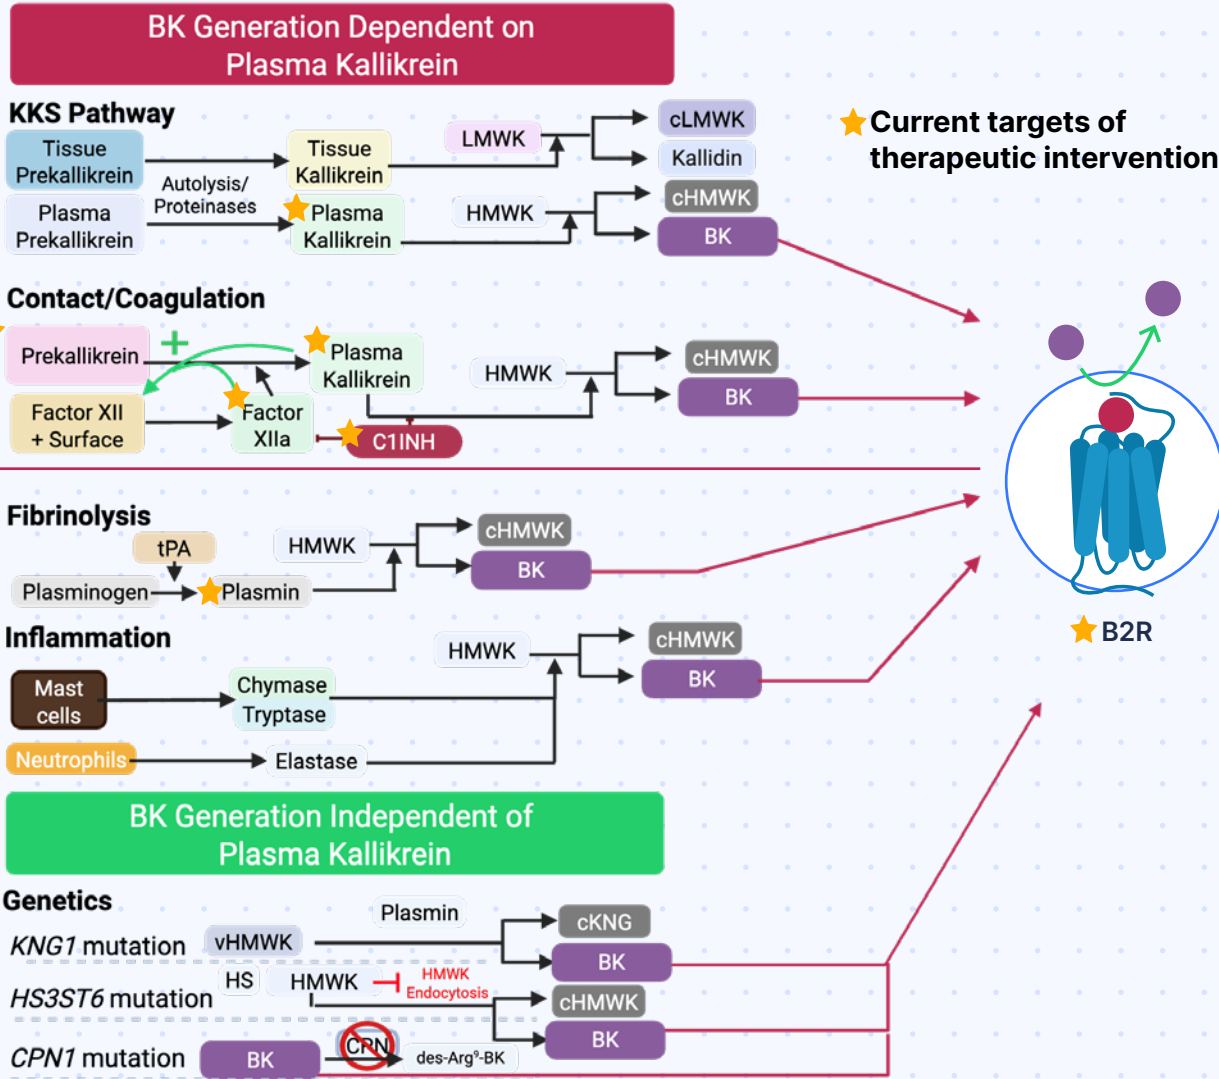 BK Generation Dependent on
Plasma Kallikrein
KKS Pathway
Tissue
Prekallikrein
Tissue
Kallikrein
LMWK
cLMWK
Kallidin
Autolysis/
Proteinases
Plasma
Prekallikrein
Plasma
Kallikrein
HMWK
cHMWK
BK
Current targets of
therapeutic intervention
Contact/Coagulation
Prekallikrein
+
Plasma
Kallikrein
HMWK
cHMWK
BK
Factor XII
+ Surface
Factor
XIIa
C1INH
Fibrinolysis
tPA
HMWK
cHMWK
BK
Plasminogen
Plasmin
B2R
Inflammation
HMWK
cHMWK
BK
Mast
cells
Chymase
Tryptase
Neutrophils
Elastase
BK Generation Independent of
Plasma Kallikrein
Genetics
KNG1 mutation
vHMWK
Plasmin
cKNG
BK
HS3ST6 mutation
HS
HMWK
HMWK
Endocytosis
cHMWK
BK
CPN1 mutation
BK
CPN
des-Arg⁹-BK